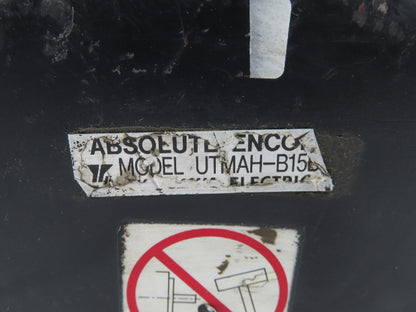 ABSOLUTE ENCO
MODEL UTMAH-B15
ELECTRIC